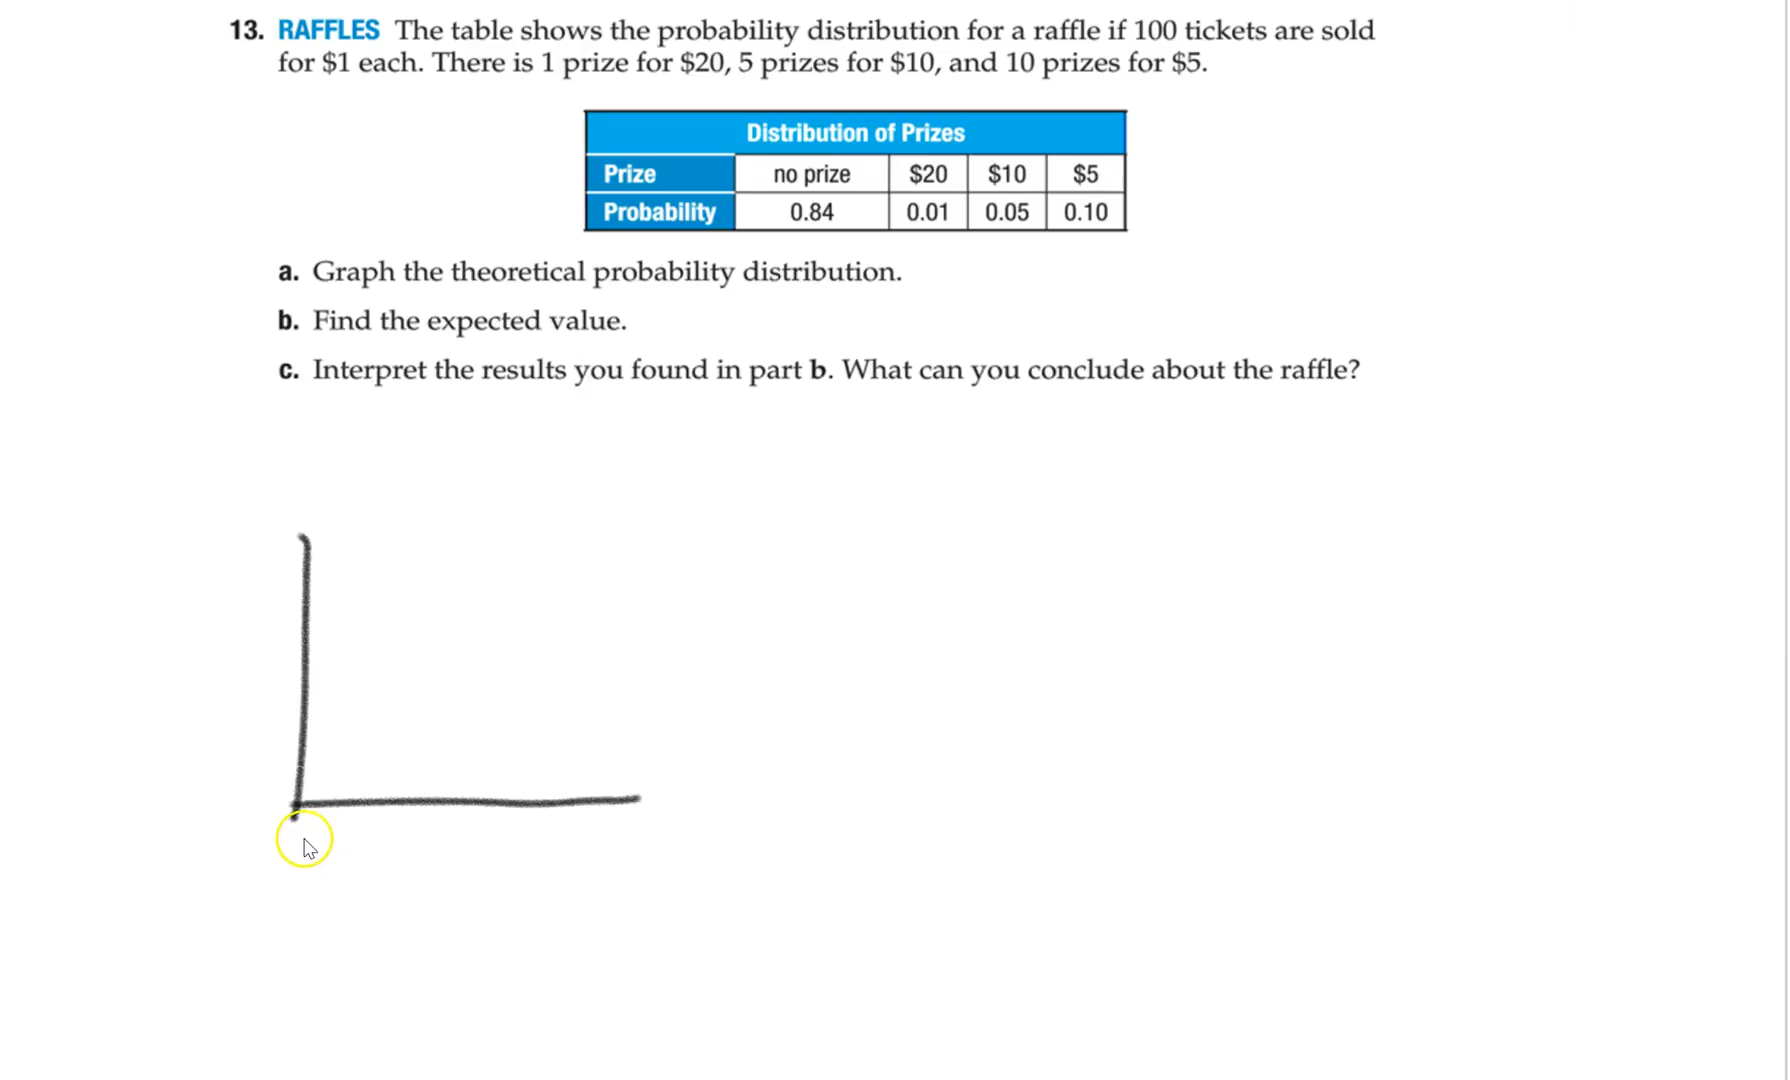 13. RAFFLES The table shows the probability distribution for a raffle if 100 tickets are sold
for $1 each. There is 1 prize for $20, 5 prizes for $10, and 10 prizes for $5.
Distribution of Prizes
Prize no prize $20 $10 $5
Probability 0.84 0.01 0.05 0.10
a. Graph the theoretical probability distribution.
b. Find the expected value.
c. Interpret the results you found in part b. What can you conclude about the raffle?